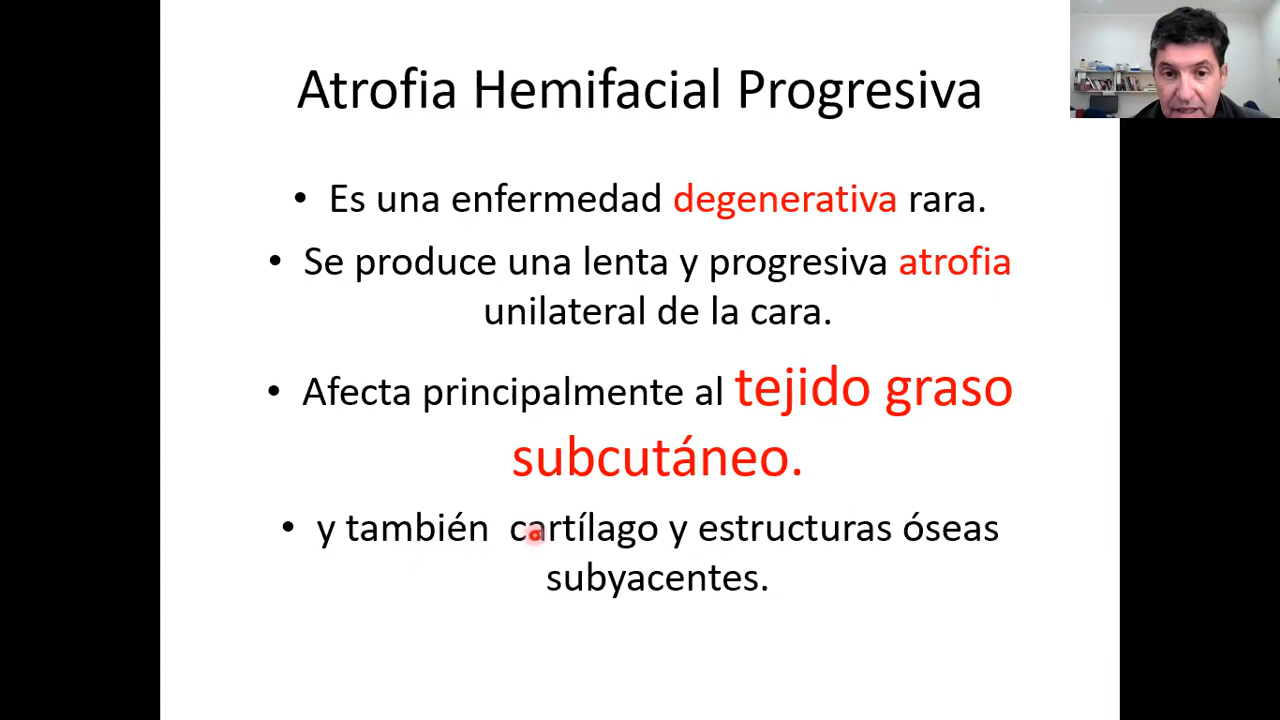 Atrofia Hemifacial Progresiva
• Es una enfermedad degenerativa rara.
• Se produce una lenta y progresiva atrofia
unilateral de la cara.
• Afecta principalmente al tejido graso
subcutáneo.
• y también cartílago y estructuras óseas
subyacentes.